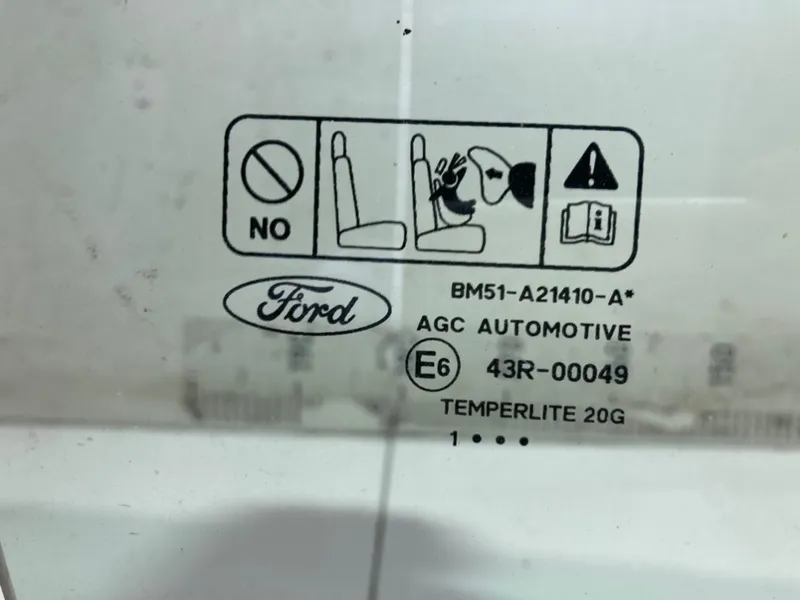 NO
i
BM51-A21410-A*
Ford
AGC AUTOMOTIVE
E6 43R-00049
TEMPERLITE 20G
1 • • •